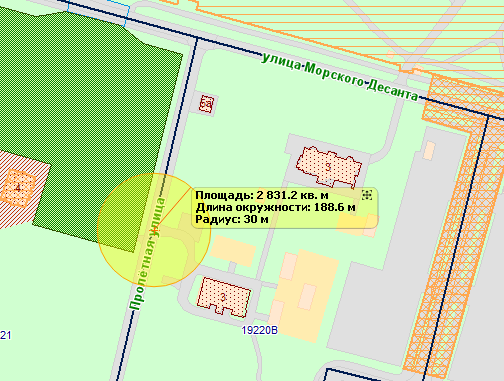 улица Морского Десанта
6а
3
4
Площадь: 2 831.2 кв. м
Длина окружности: 188.6 м
Радиус: 30 м
Пролетная улица
19220В
21